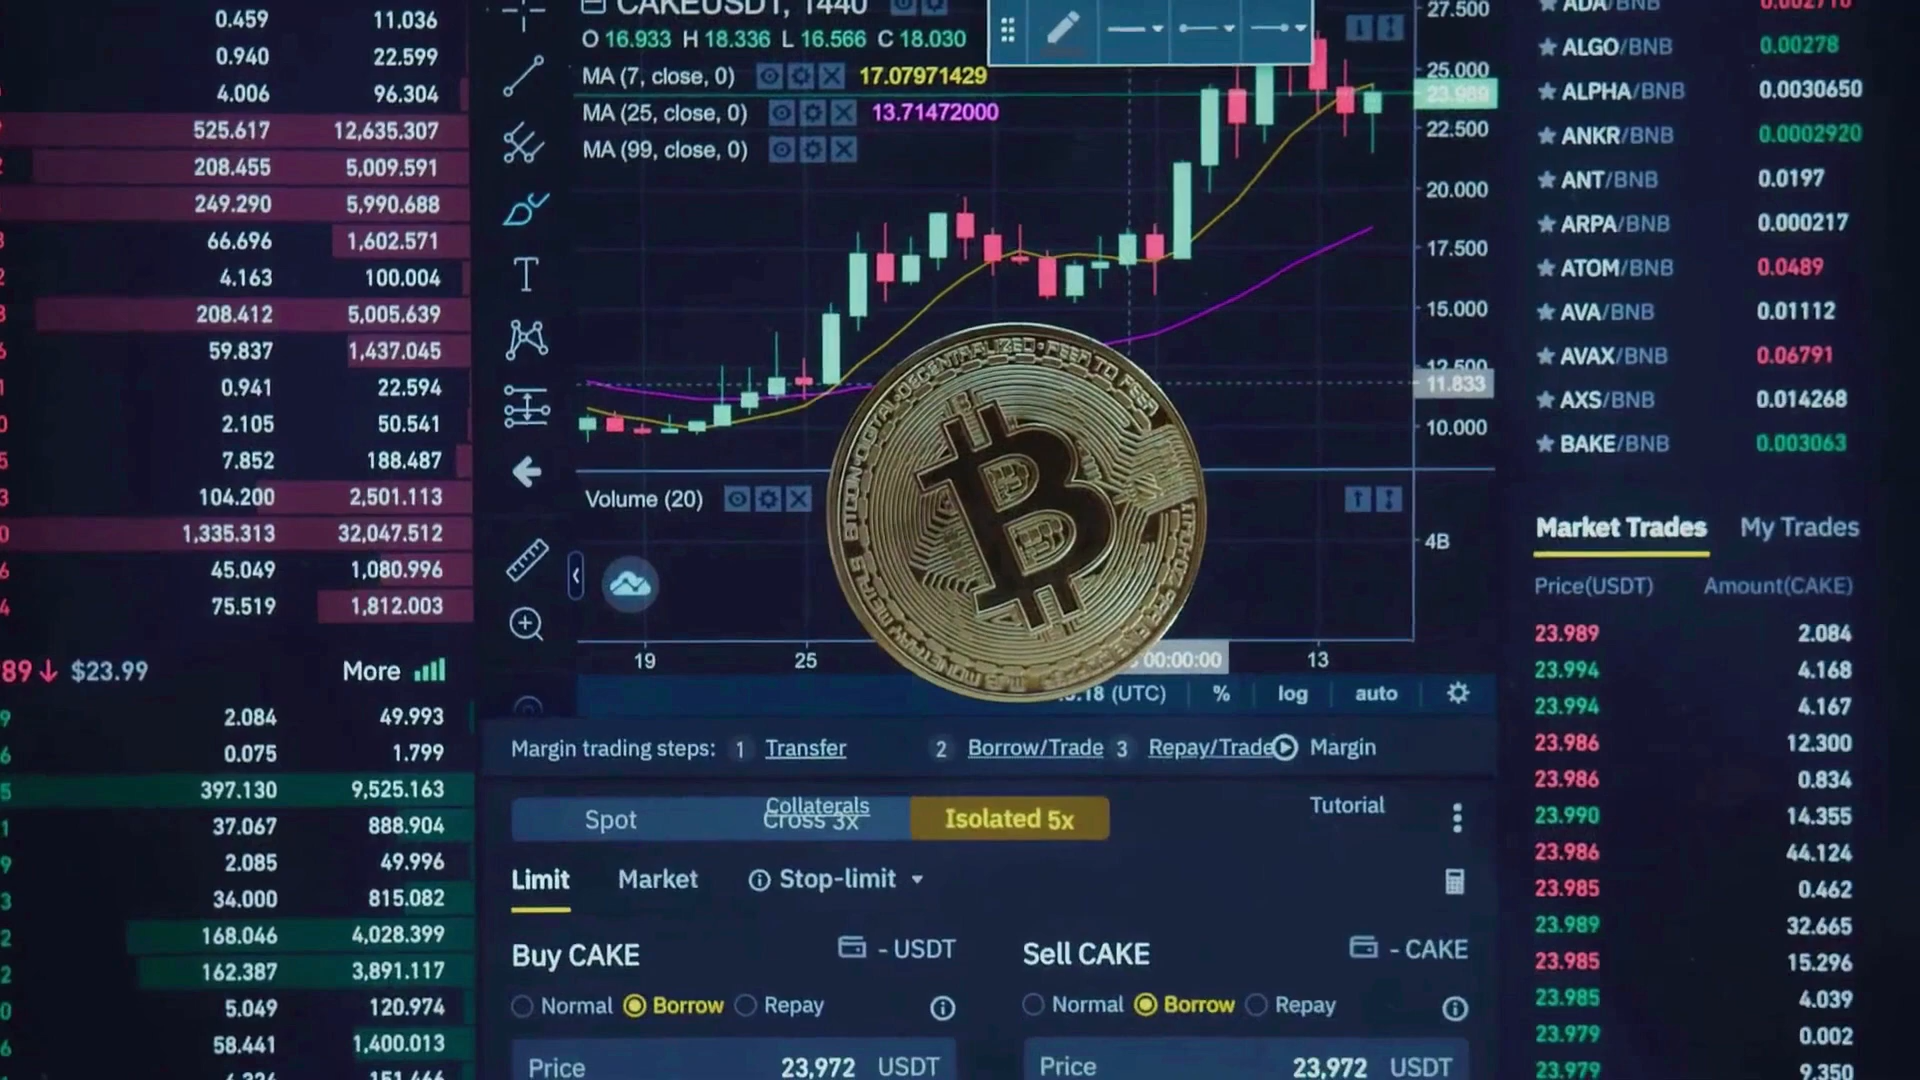 0.459 11.036
0.940 22.599
4.006 96.304
525.617 12,635.307
208.455 5,009.591
249.290 5,990.688
66.696 1,602.571
4.163 100.004
208.412 5,005.639
59.837 1,437.045
0.941 22.594
2.105 50.541
7.852 188.487
104.200 2,501.113
1,335.313 32,047.512
45.049 1,080.996
75.519 1,812.003
89 ↓ $23.99 More
2.084 49.993
0.075 1.799
397.130 9,525.163
37.067 888.904
2.085 49.996
34.000 815.082
168.046 4,028.399
162.387 3,891.117
5.049 120.974
58.441 1,400.013
CAKEUSDT, 1440
O 16.933 H 18.336 L 16.566 C 18.030
MA (7, close, 0) 17.07971429
MA (25, close, 0) 13.71472000
MA (99, close, 0)
27.500
25.000
23.989
22.500
20.000
17.500
15.000
12.500
11.833
10.000
Volume (20)
4B
19 25 00:00:00 13
(UTC) % log auto
BITCOIN·DIGITAL·DECENTRALIZED·PEER TO PEER
B
Margin trading steps: 1 Transfer 2 Borrow/Trade 3 Repay/Trade Margin
Collaterals Tutorial
Spot Cross 3x Isolated 5x
Limit Market Stop-limit
Buy CAKE - USDT Sell CAKE - CAKE
Normal Borrow Repay Normal Borrow Repay
Price 23,972 USDT Price 23,972 USDT
ADA/BNB 0.002710
ALGO/BNB 0.00278
ALPHA/BNB 0.0030650
ANKR/BNB 0.0002920
ANT/BNB 0.0197
ARPA/BNB 0.000217
ATOM/BNB 0.0489
AVA/BNB 0.01112
AVAX/BNB 0.06791
AXS/BNB 0.014268
BAKE/BNB 0.003063
Market Trades My Trades
Price(USDT) Amount(CAKE)
23.989 2.084
23.994 4.168
23.994 4.167
23.986 12.300
23.986 0.834
23.990 14.355
23.986 44.124
23.985 0.462
23.989 32.665
23.985 15.296
23.985 4.039
23.979 0.002
23.979 9.350